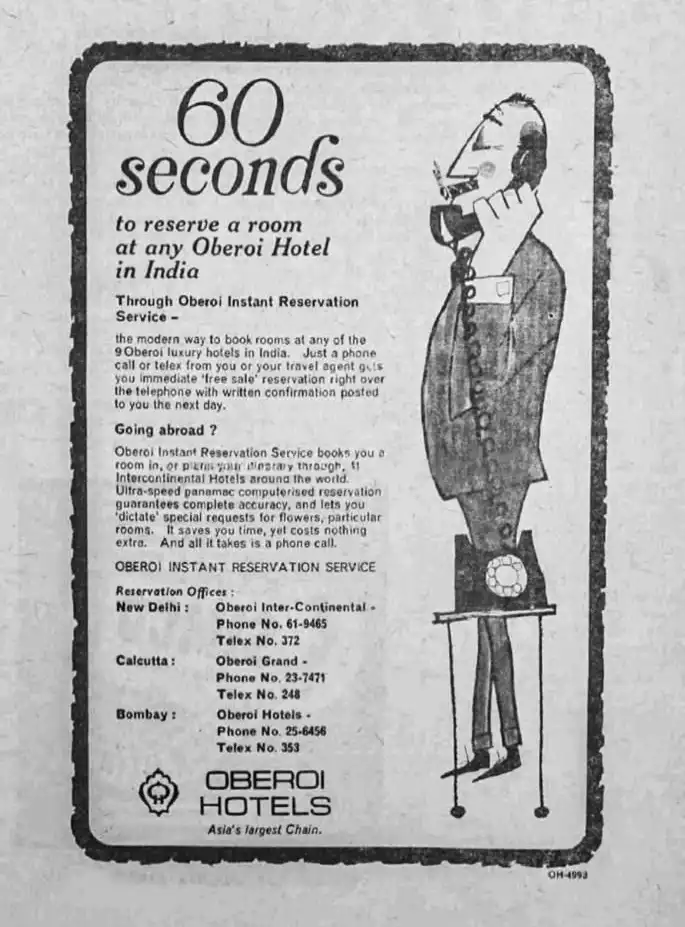 60
seconds
to reserve a room
at any Oberoi Hotel
in India
Through Oberoi Instant Reservation
Service –
the modern way to book rooms at any of the
9 Oberoi luxury hotels in India. Just a phone
call or telex from you or your travel agent gets
you immediate 'free sale' reservation right over
the telephone with written confirmation posted
to you the next day.
Going abroad ?
Oberoi Instant Reservation Service books you a
room in, or your itinerary through,
Intercontinental Hotels around the world.
Ultra-speed panamac computerised reservation
guarantees complete accuracy, and lets you
'dictate' special requests for flowers, particular
rooms. It saves you time, yet costs nothing
extra. And all it takes is a phone call.
OBEROI INSTANT RESERVATION SERVICE
Reservation Offices :
New Delhi : Oberoi Inter-Continental -
Phone No. 61-9465
Telex No. 372
Calcutta : Oberoi Grand -
Phone No. 23-7471
Telex No. 248
Bombay : Oberoi Hotels -
Phone No. 25-6456
Telex No. 353
OBEROI
HOTELS
Asia's largest Chain.
OH-4993